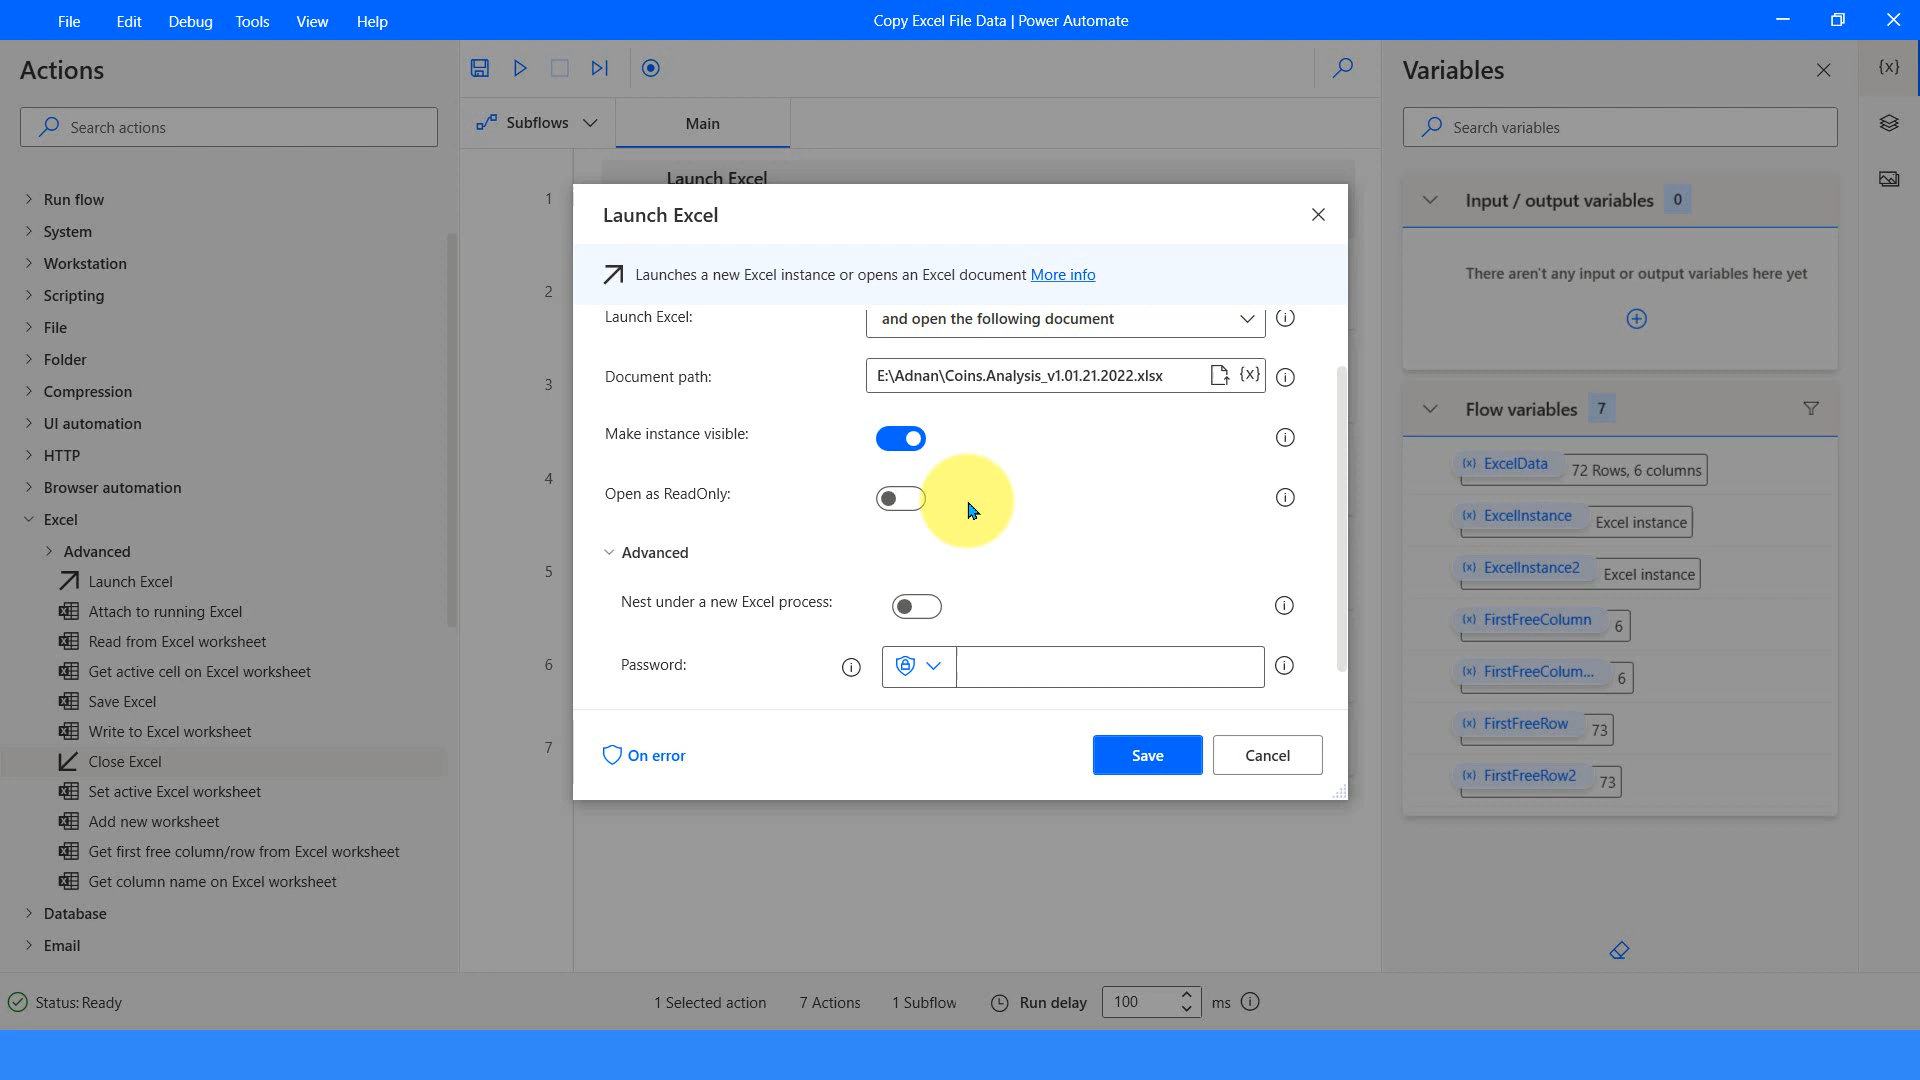 File Edit Debug Tools View Help
Copy Excel File Data | Power Automate
Actions
Search actions
Run flow
System
Workstation
Scripting
File
Folder
Compression
UI automation
HTTP
Browser automation
Excel
Advanced
Launch Excel
Attach to running Excel
Read from Excel worksheet
Get active cell on Excel worksheet
Save Excel
Write to Excel worksheet
Close Excel
Set active Excel worksheet
Add new worksheet
Get first free column/row from Excel worksheet
Get column name on Excel worksheet
Database
Email
Subflows
Main
1
2
3
4
5
6
7
Launch Excel
Launch Excel
Launches a new Excel instance or opens an Excel document More info
Launch Excel:
and open the following document
Document path:
E:\Adnan\Coins.Analysis_v1.01.21.2022.xlsx
{x}
Make instance visible:
Open as ReadOnly:
Advanced
Nest under a new Excel process:
Password:
On error
Save
Cancel
Variables
{x}
Search variables
Input / output variables 0
There aren't any input or output variables here yet
Flow variables 7
(x) ExcelData 72 Rows, 6 columns
(x) ExcelInstance Excel instance
(x) ExcelInstance2 Excel instance
(x) FirstFreeColumn 6
(x) FirstFreeColum... 6
(x) FirstFreeRow 73
(x) FirstFreeRow2 73
Status: Ready
1 Selected action
7 Actions
1 Subflow
Run delay
100
ms